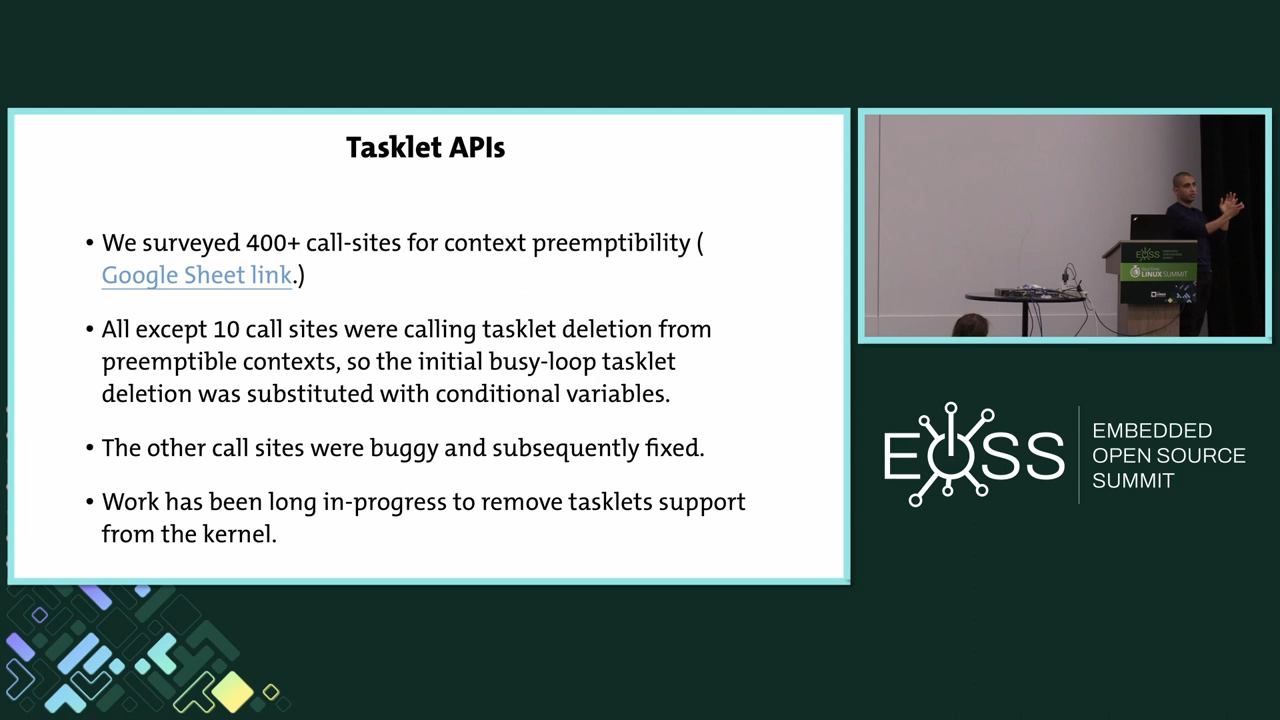 Tasklet APIs
• We surveyed 400+ call-sites for context preemptibility (
Google Sheet link.)
• All except 10 call sites were calling tasklet deletion from
preemptible contexts, so the initial busy-loop tasklet
deletion was substituted with conditional variables.
• The other call sites were buggy and subsequently fixed.
• Work has been long in-progress to remove tasklets support
from the kernel.
LINUX SUMMIT
EOSS
EMBEDDED
OPEN SOURCE
SUMMIT